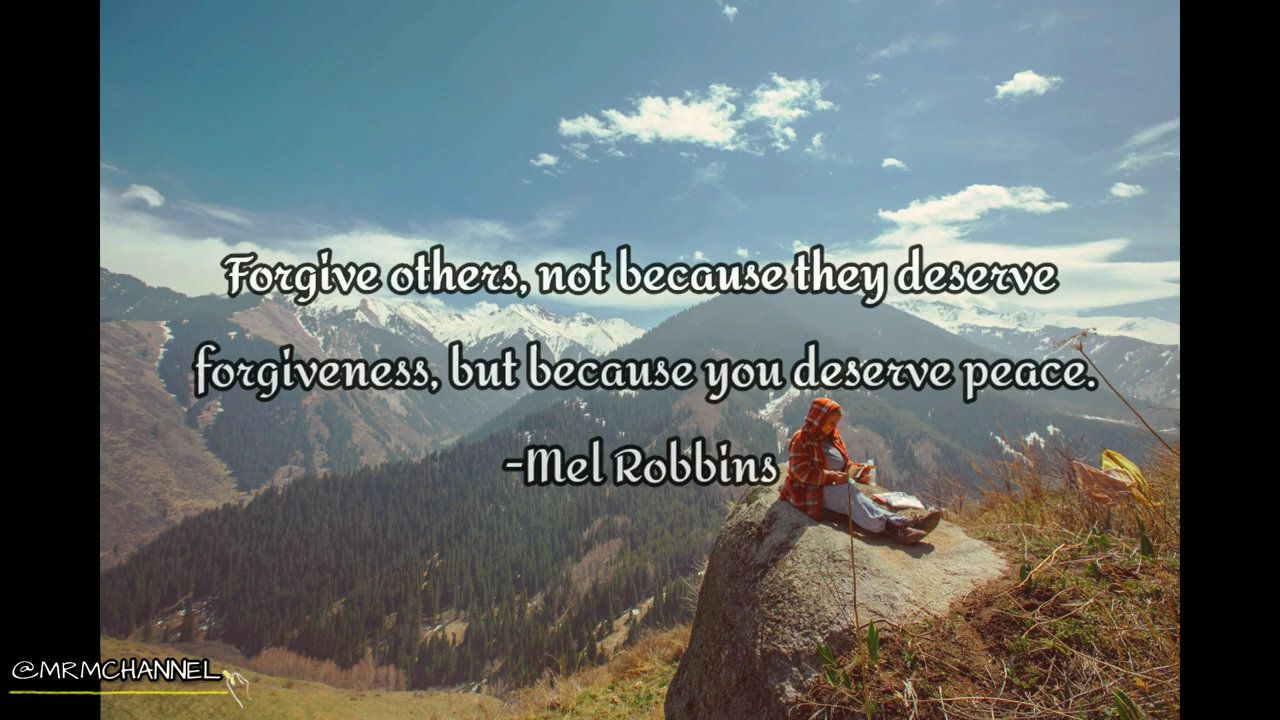 Forgive others, not because they deserve
forgiveness, but because you deserve peace.
-Mel Robbins
@MRMCHANNEL